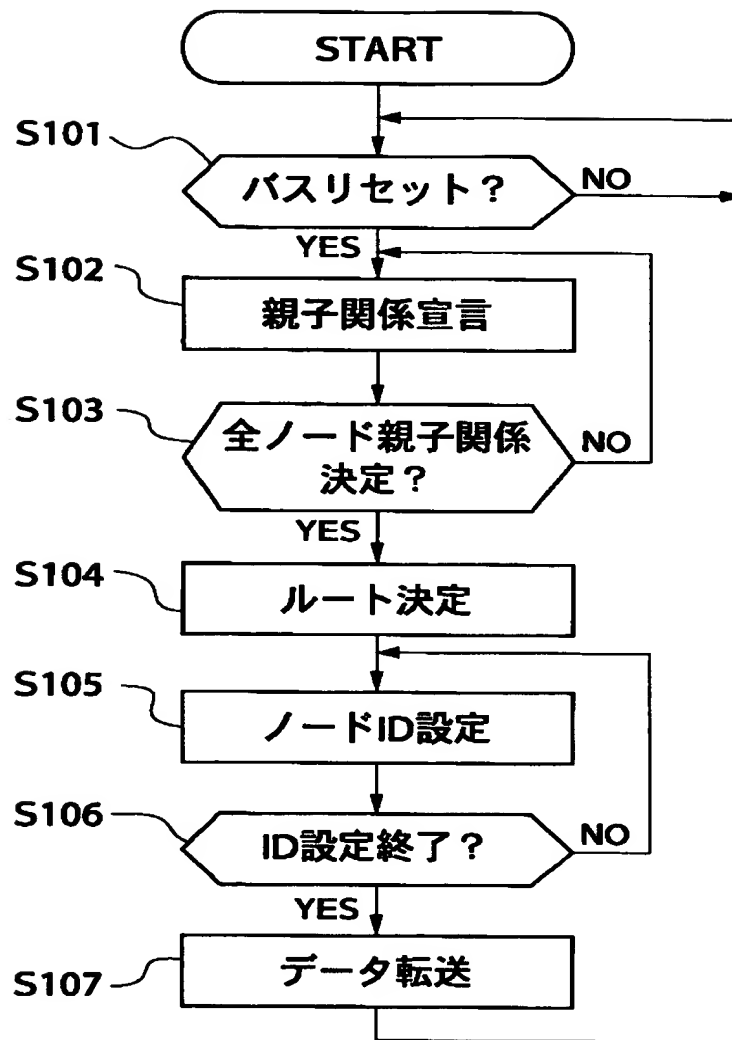 START
S101
バスリセット？
NO
YES
S102
親子関係宣言
S103
全ノード親子関係
決定？
NO
YES
S104
ルート決定
S105
ノードID設定
S106
ID設定終了？
NO
YES
S107
データ転送